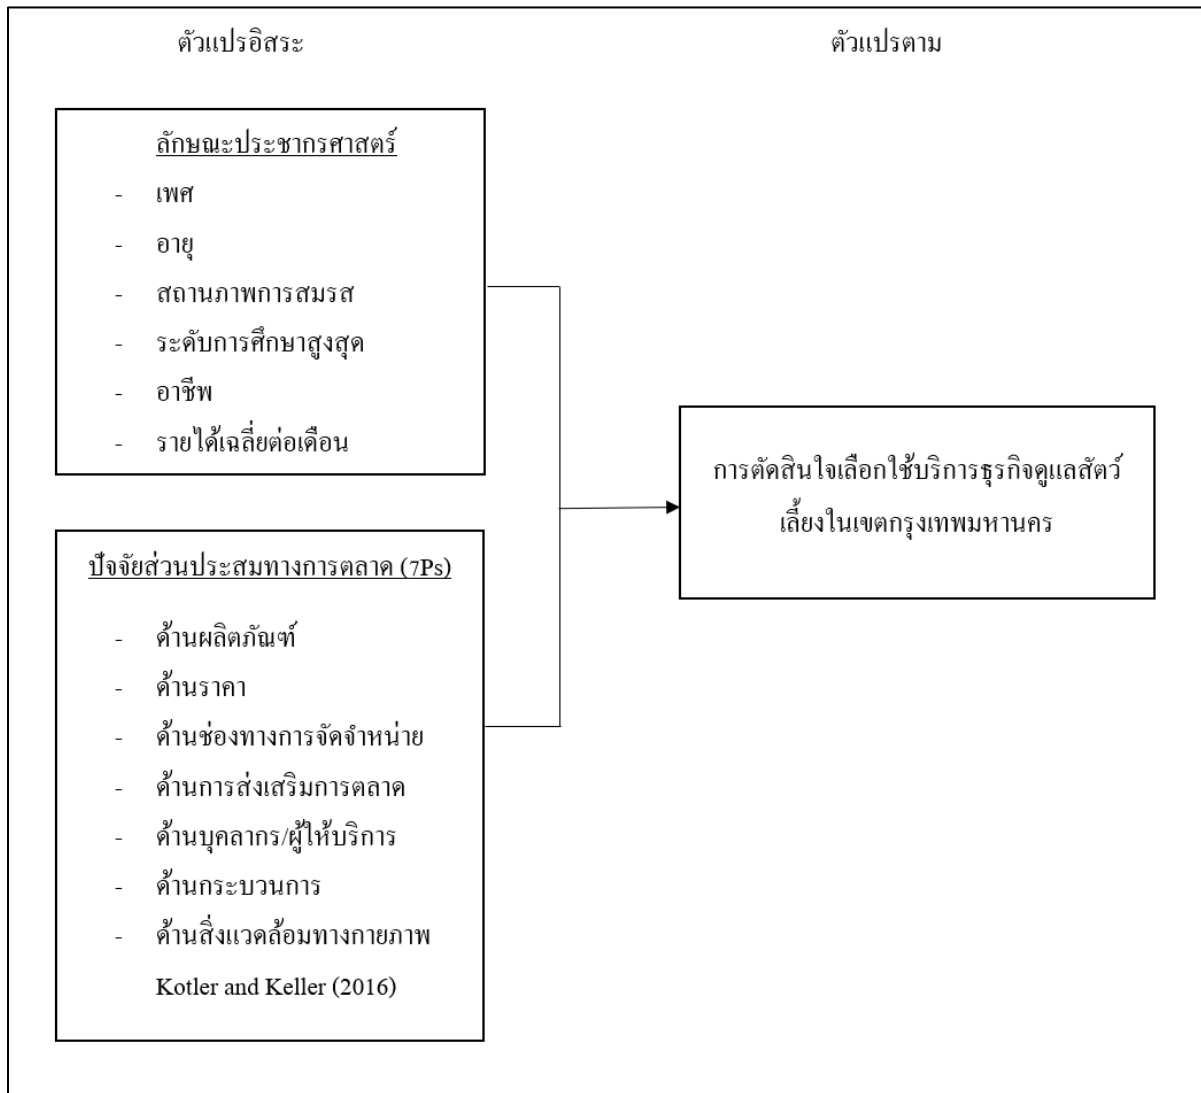 ตัวแปรอิสระ
ตัวแปรตาม
ลักษณะประชากรศาสตร์
- เพศ
- อายุ
- สถานภาพการสมรส
- ระดับการศึกษาสูงสุด
- อาชีพ
- รายได้เฉลี่ยต่อเดือน
ปัจจัยส่วนประสมทางการตลาด (7Ps)
- ด้านผลิตภัณฑ์
- ด้านราคา
- ด้านช่องทางการจัดจำหน่าย
- ด้านการส่งเสริมการตลาด
- ด้านบุคลากร/ผู้ให้บริการ
- ด้านกระบวนการ
- ด้านสิ่งแวดล้อมทางกายภาพ
Kotler and Keller (2016)
การตัดสินใจเลือกใช้บริการธุรกิจดูแลสัตว์
เลี้ยงในเขตกรุงเทพมหานคร